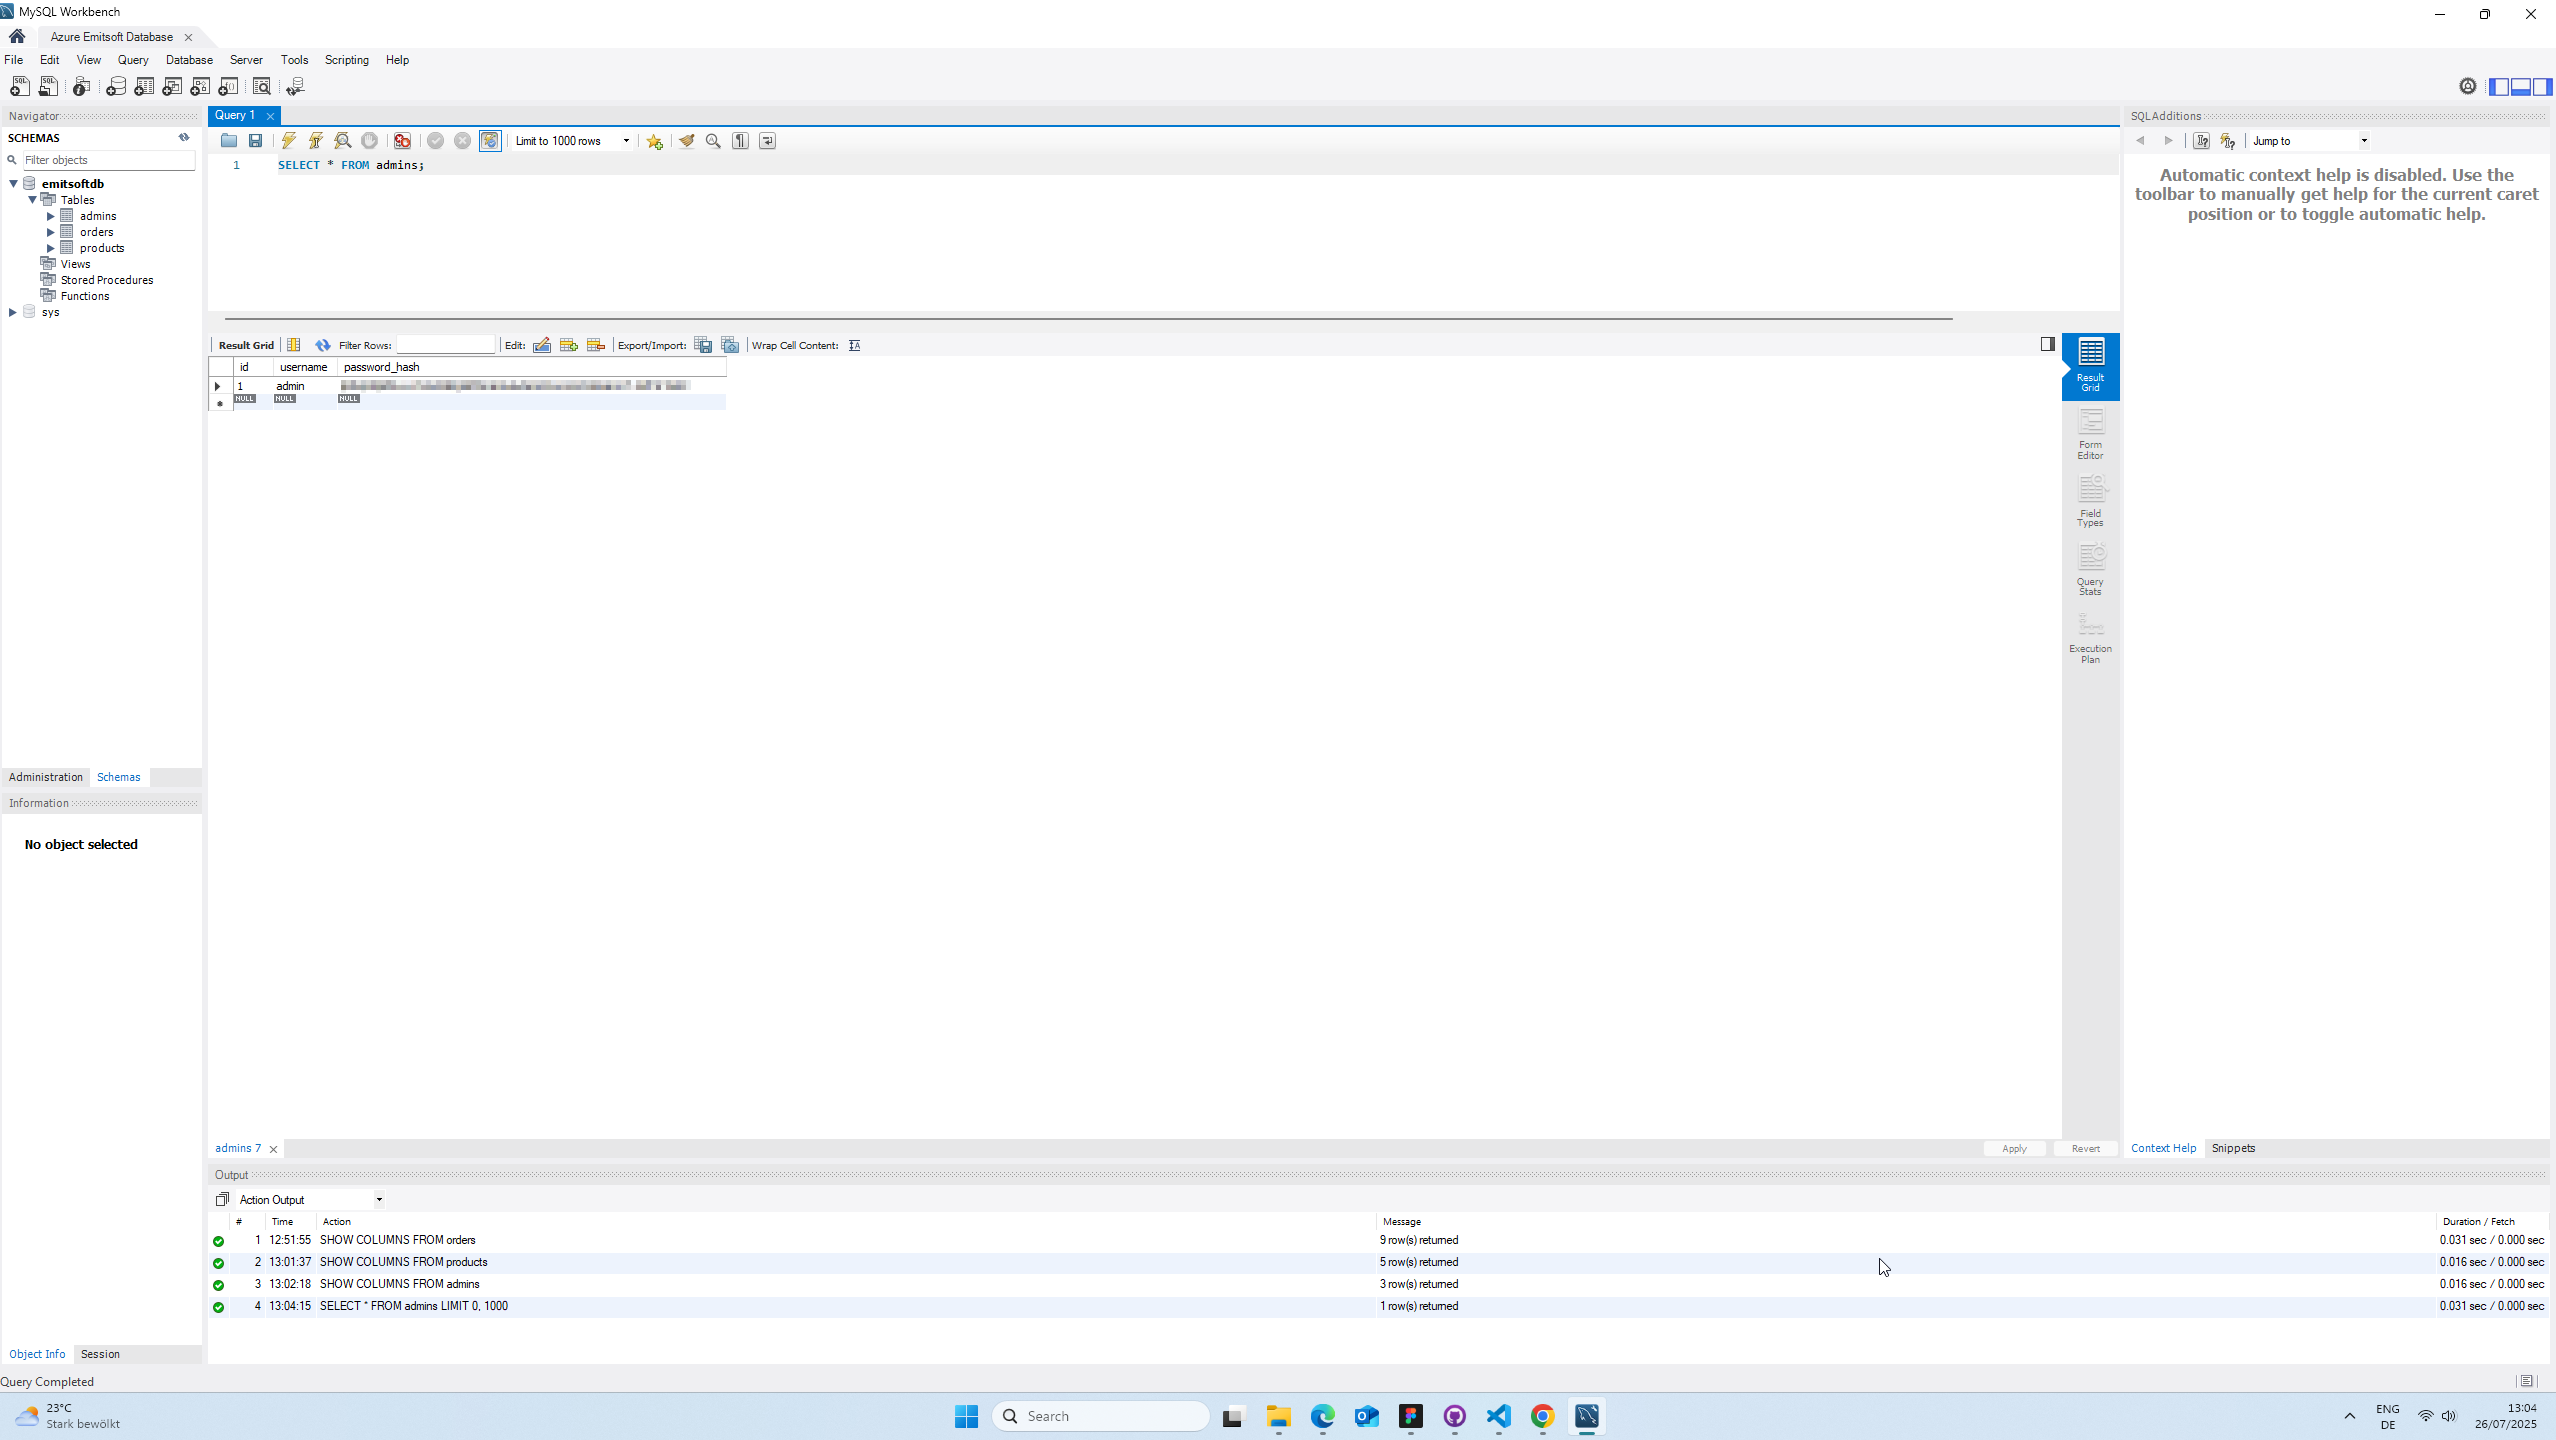 MySQL Workbench
Azure Emitsoft Database
File Edit View Query Database Server Tools Scripting Help
Navigator
SCHEMAS
Filter objects
emitsoftdb
Tables
admins
orders
products
Views
Stored Procedures
Functions
sys
Administration Schemas
Information
No object selected
Object Info Session
Query Completed
Query 1
Limit to 1000 rows
1 SELECT * FROM admins;
Result Grid Filter Rows: Edit: Export/Import: Wrap Cell Content:
id username password_hash
1 admin
NULL NULL NULL
Result
Grid
Form
Editor
Field
Types
Query
Stats
Execution
Plan
admins 7
Apply Revert
SQLAdditions
Jump to
Automatic context help is disabled. Use the
toolbar to manually get help for the current caret
position or to toggle automatic help.
Context Help Snippets
Output
Action Output
# Time Action Message Duration / Fetch
1 12:51:55 SHOW COLUMNS FROM orders 9 row(s) returned 0.031 sec / 0.000 sec
2 13:01:37 SHOW COLUMNS FROM products 5 row(s) returned 0.016 sec / 0.000 sec
3 13:02:18 SHOW COLUMNS FROM admins 3 row(s) returned 0.016 sec / 0.000 sec
4 13:04:15 SELECT * FROM admins LIMIT 0, 1000 1 row(s) returned 0.031 sec / 0.000 sec
23°C
Stark bewölkt
Search
ENG
DE
13:04
26/07/2025